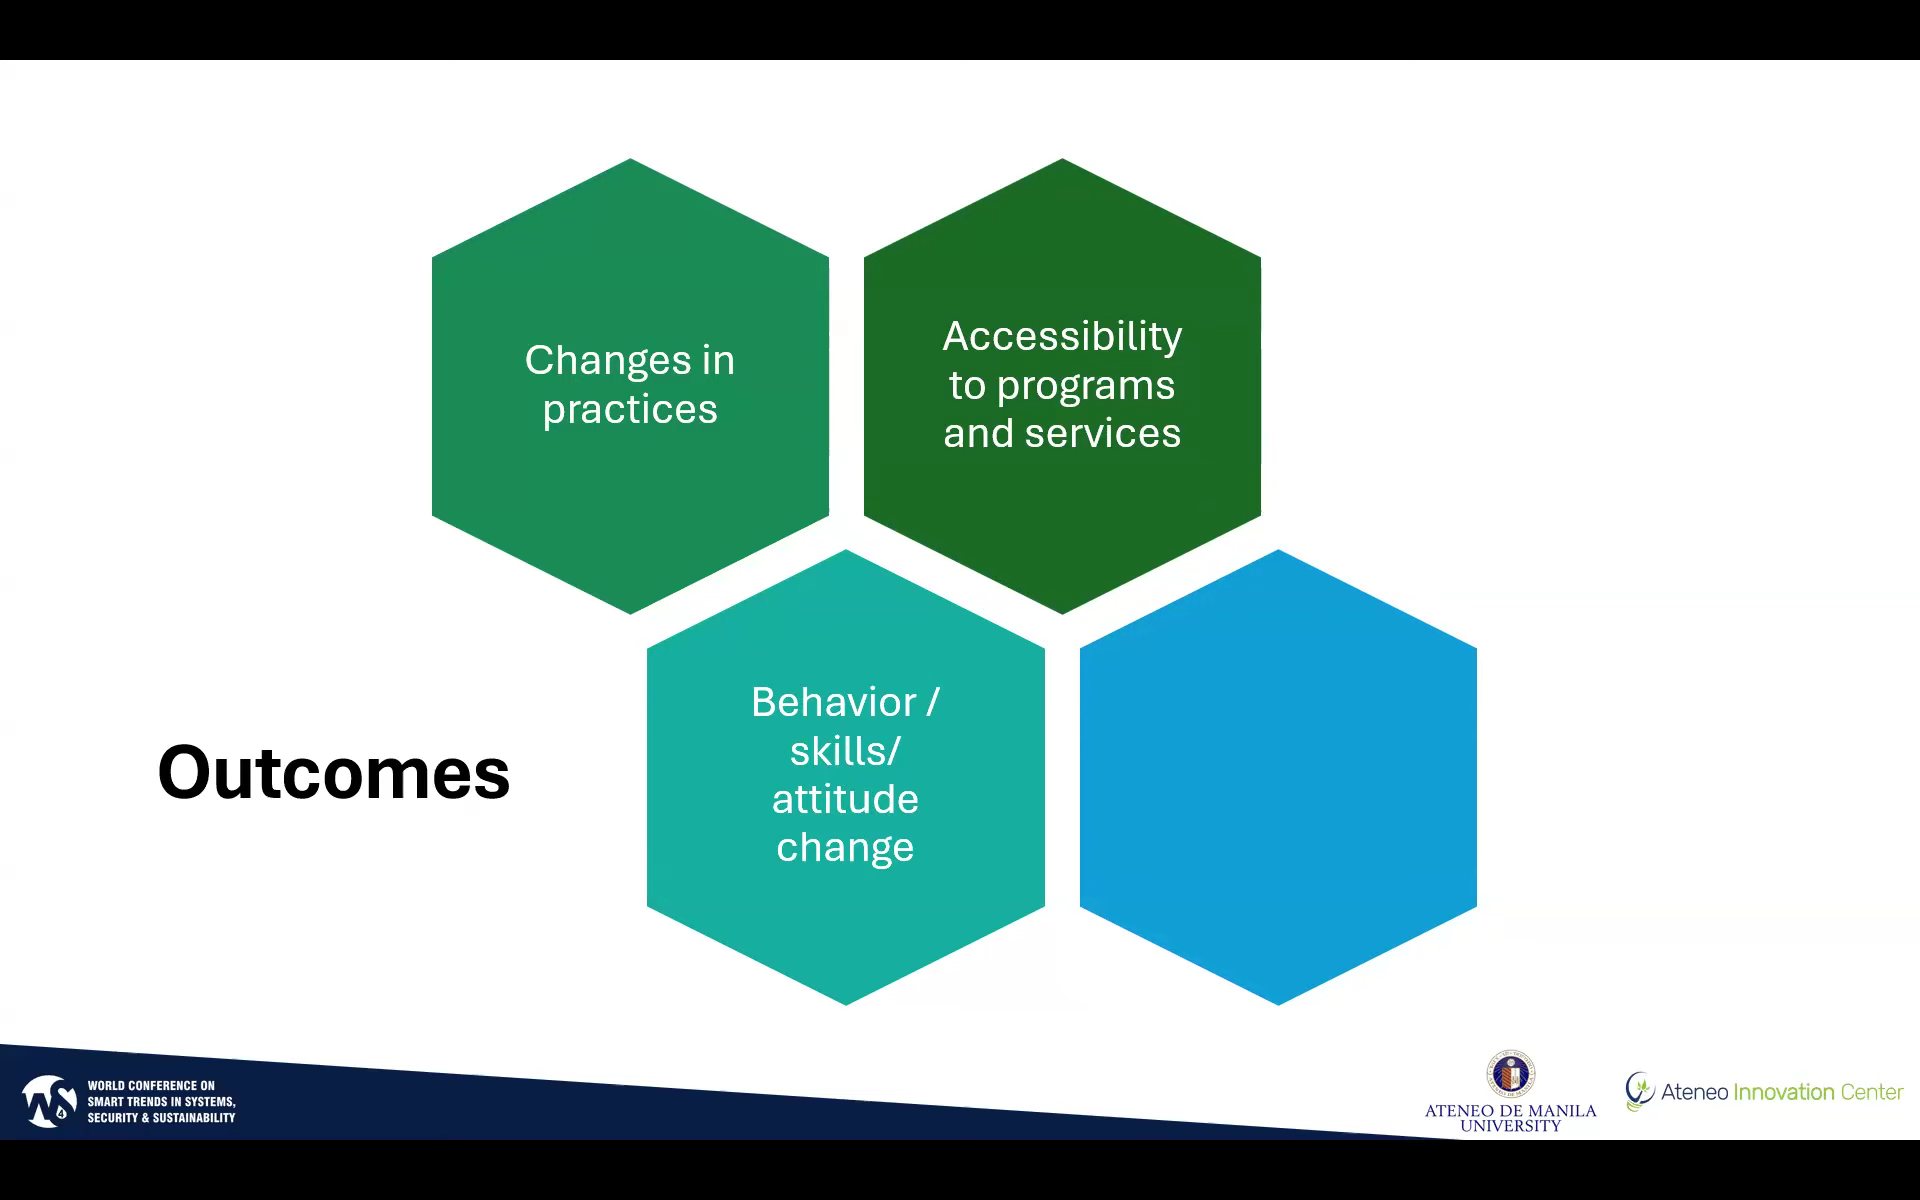 Changes in
practices
Accessibility
to programs
and services
Outcomes
Behavior /
skills/
attitude
change
WORLD CONFERENCE ON
SMART TRENDS IN SYSTEMS,
SECURITY & SUSTAINABILITY
ATENEO DE MANILA
UNIVERSITY
Ateneo Innovation Center